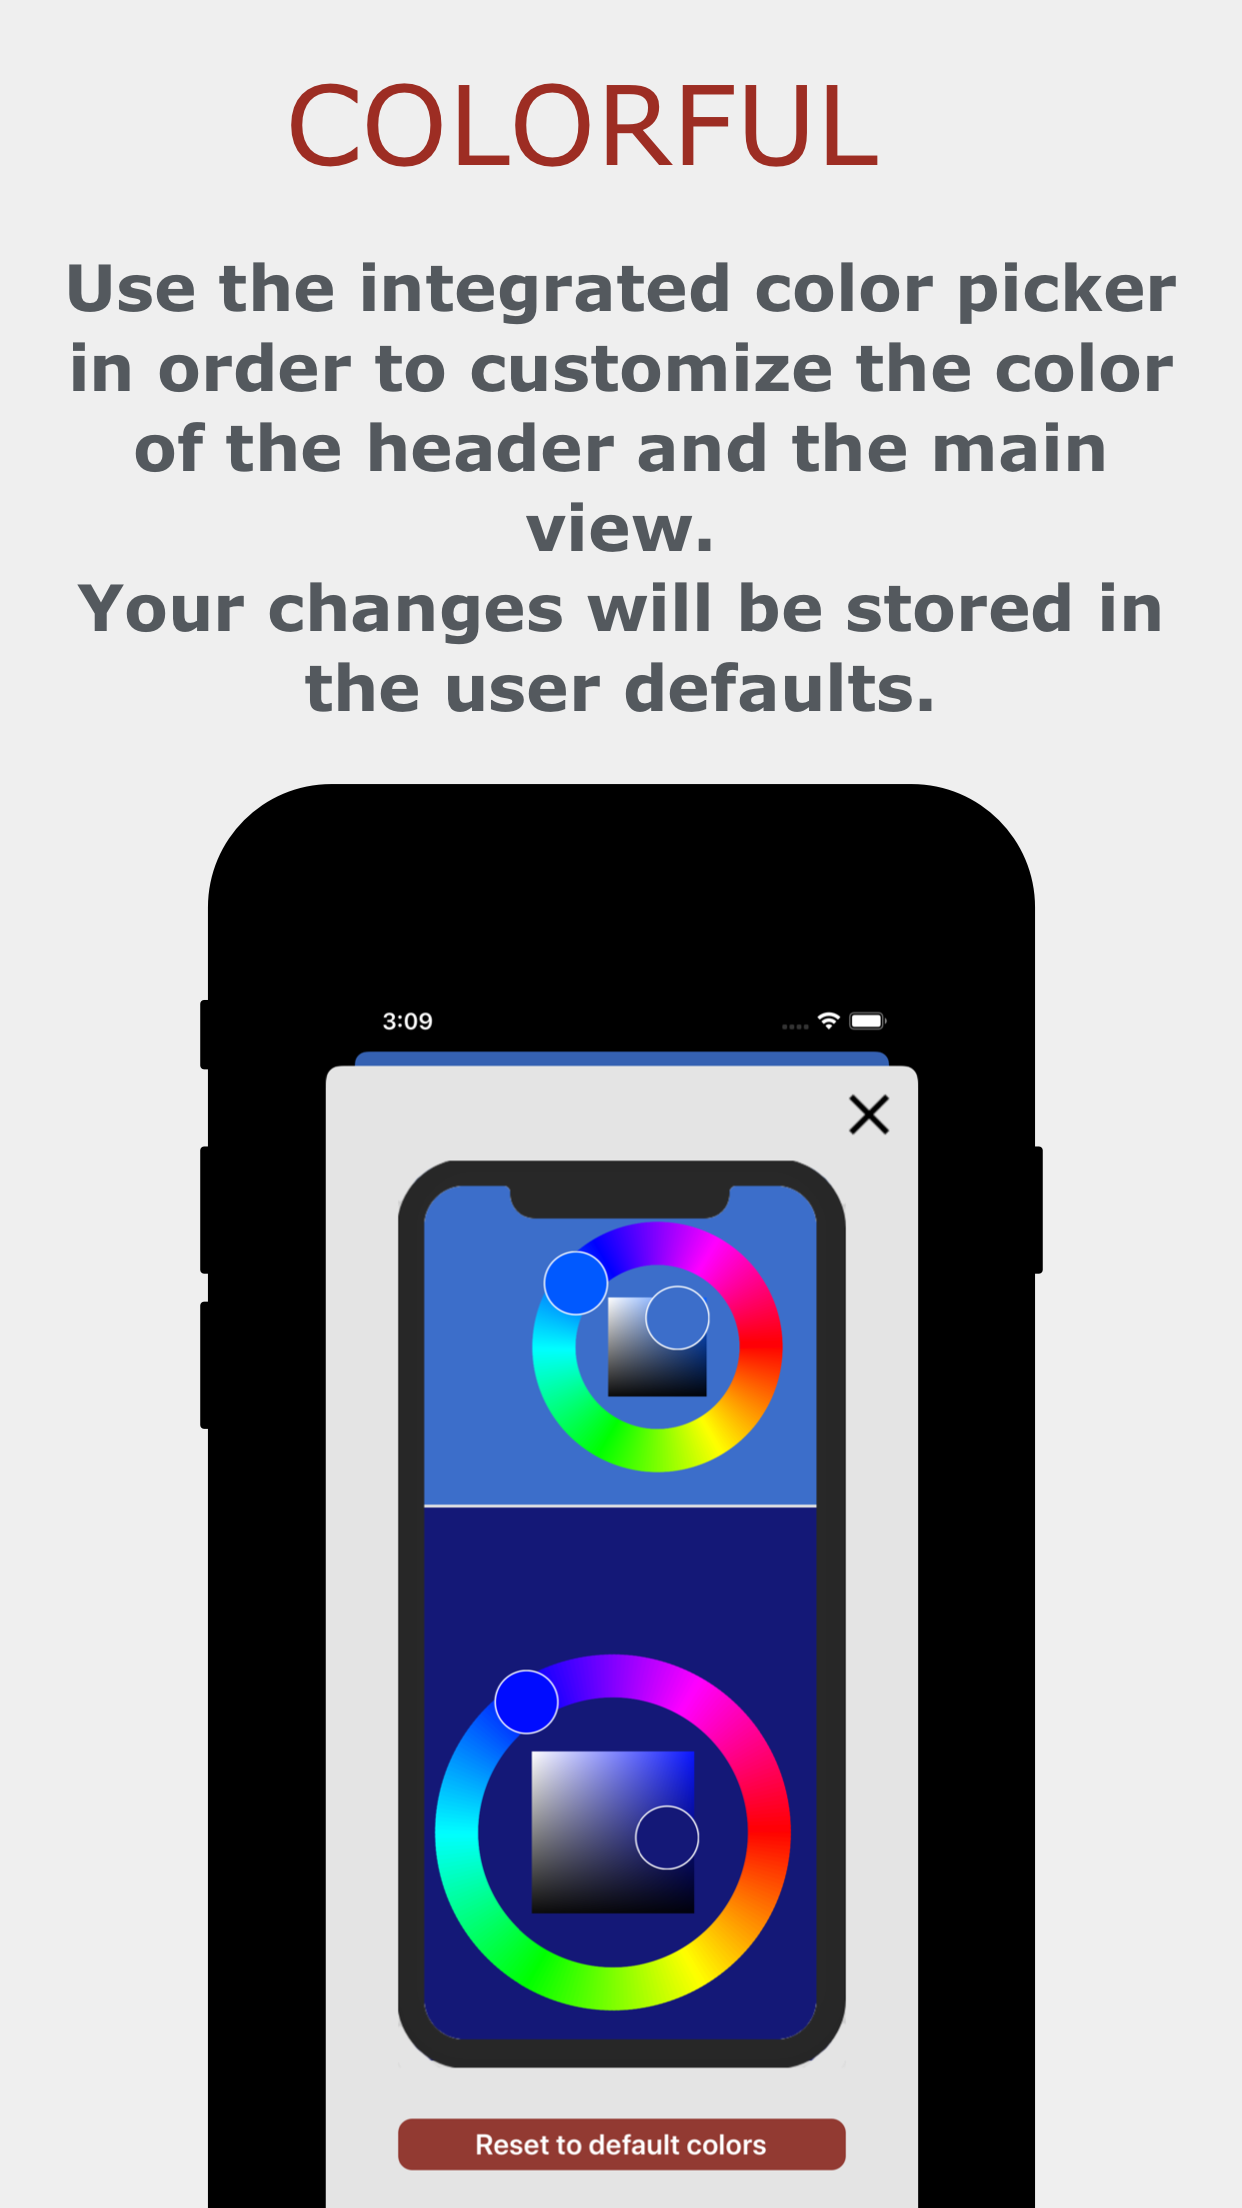 COLORFUL
Use the integrated color picker
in order to customize the color
of the header and the main
view.
Your changes will be stored in
the user defaults.
3:09
Reset to default colors